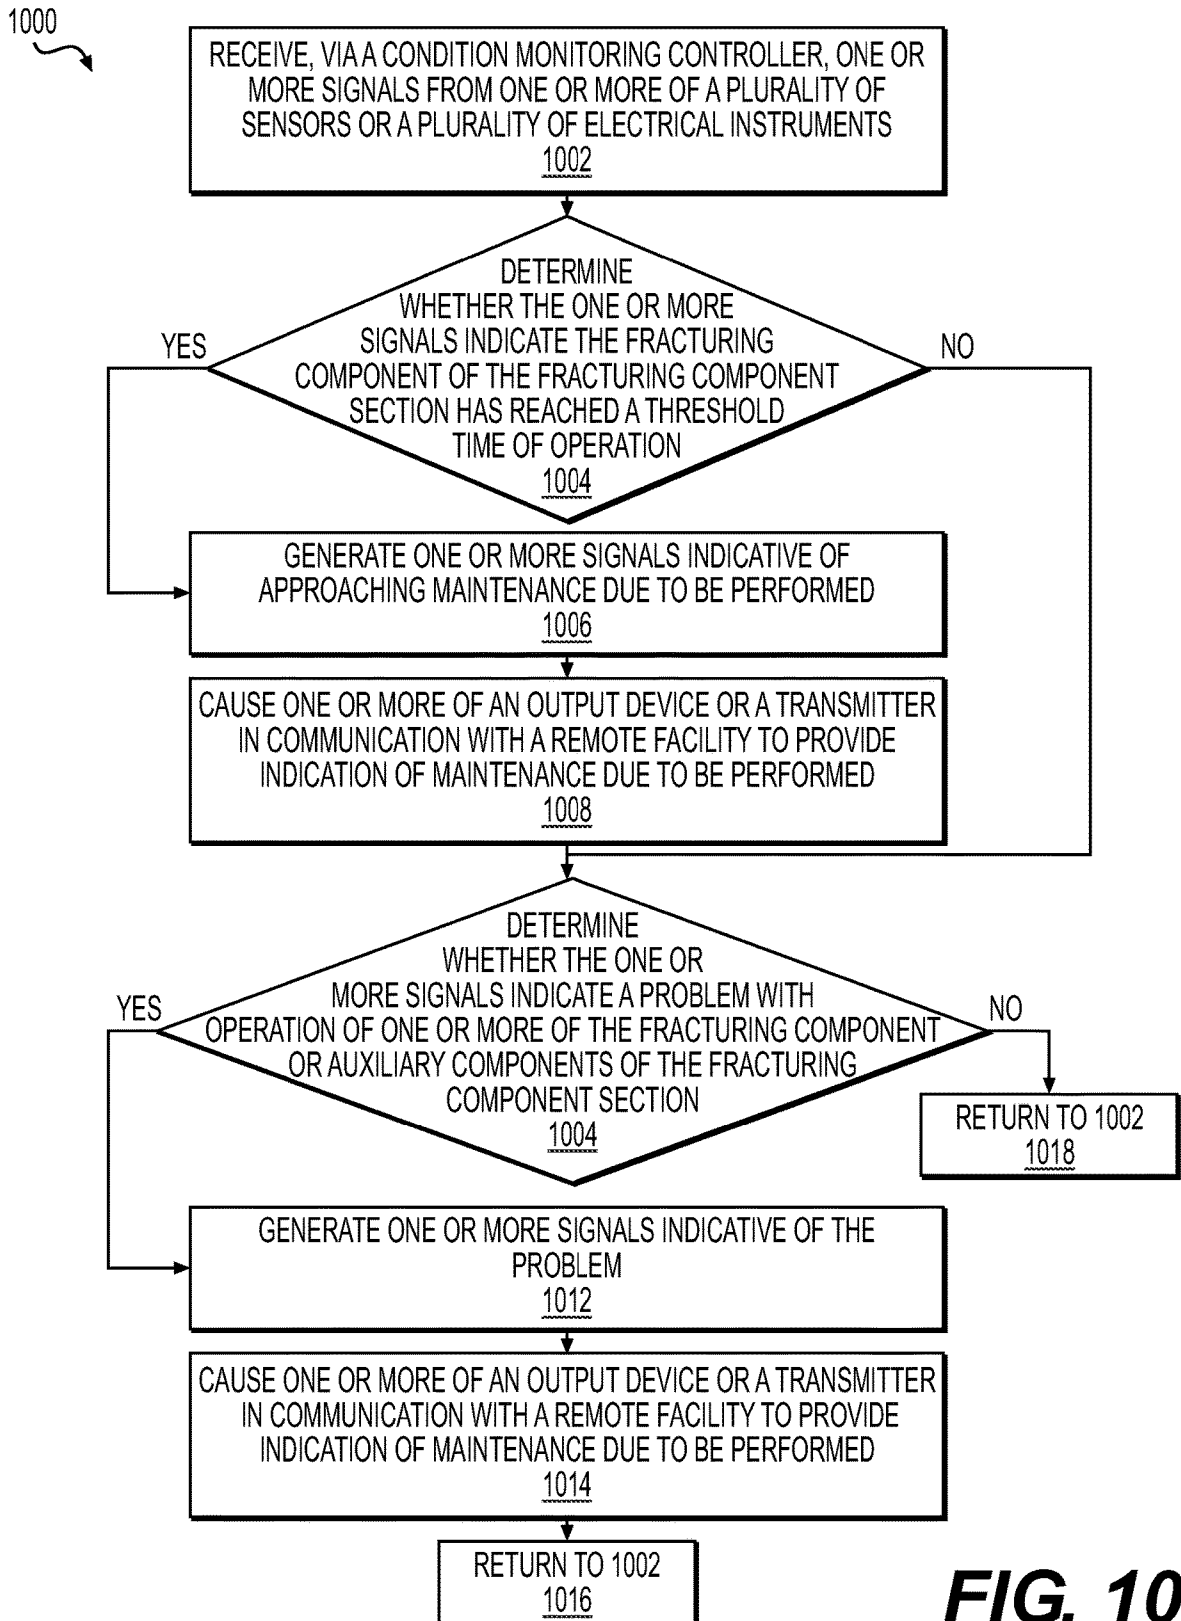 1000
RECEIVE, VIA A CONDITION MONITORING CONTROLLER, ONE OR
MORE SIGNALS FROM ONE OR MORE OF A PLURALITY OF
SENSORS OR A PLURALITY OF ELECTRICAL INSTRUMENTS
1002
DETERMINE
WHETHER THE ONE OR MORE
SIGNALS INDICATE THE FRACTURING
COMPONENT OF THE FRACTURING COMPONENT
SECTION HAS REACHED A THRESHOLD
TIME OF OPERATION
1004
YES
NO
GENERATE ONE OR MORE SIGNALS INDICATIVE OF
APPROACHING MAINTENANCE DUE TO BE PERFORMED
1006
CAUSE ONE OR MORE OF AN OUTPUT DEVICE OR A TRANSMITTER
IN COMMUNICATION WITH A REMOTE FACILITY TO PROVIDE
INDICATION OF MAINTENANCE DUE TO BE PERFORMED
1008
DETERMINE
WHETHER THE ONE OR
MORE SIGNALS INDICATE A PROBLEM WITH
OPERATION OF ONE OR MORE OF THE FRACTURING COMPONENT
OR AUXILIARY COMPONENTS OF THE FRACTURING
COMPONENT SECTION
1004
YES
NO
RETURN TO 1002
1018
GENERATE ONE OR MORE SIGNALS INDICATIVE OF THE
PROBLEM
1012
CAUSE ONE OR MORE OF AN OUTPUT DEVICE OR A TRANSMITTER
IN COMMUNICATION WITH A REMOTE FACILITY TO PROVIDE
INDICATION OF MAINTENANCE DUE TO BE PERFORMED
1014
RETURN TO 1002
1016
FIG. 10